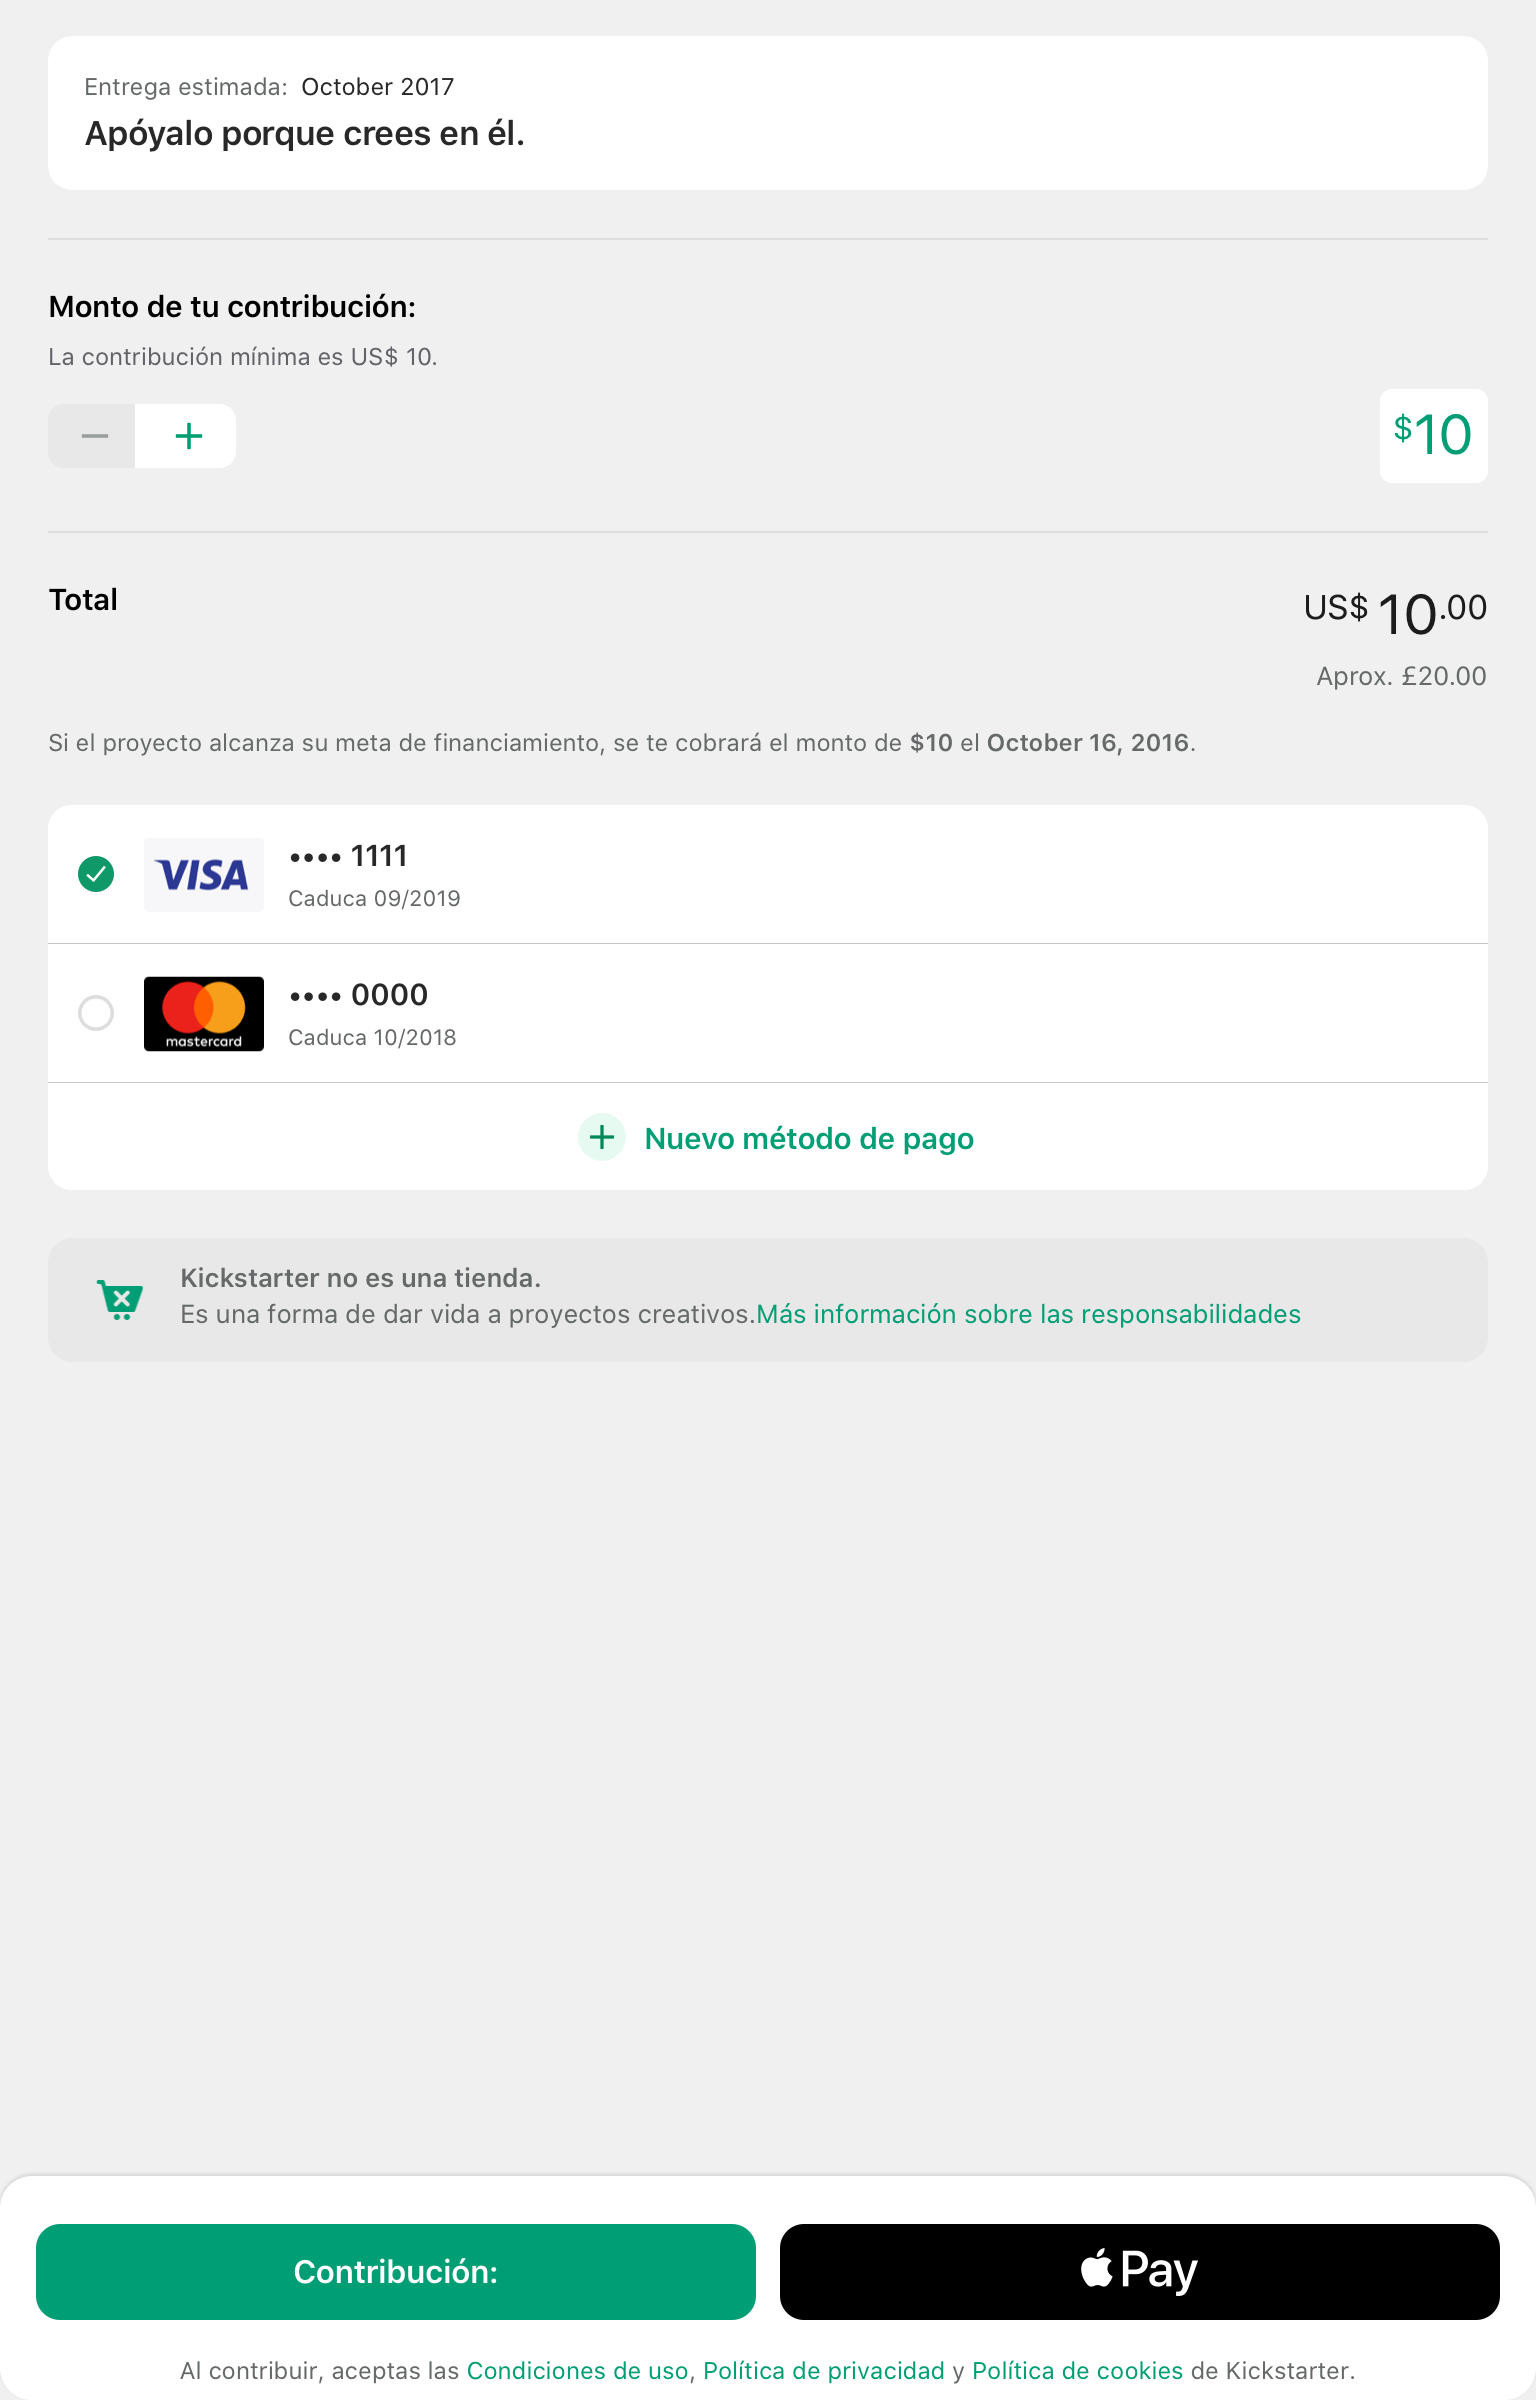 Entrega estimada: October 2017
Apóyalo porque crees en él.
Monto de tu contribución:
La contribución mínima es US$ 10.
$10
Total
US$ 10.00
Aprox. £20.00
Si el proyecto alcanza su meta de financiamiento, se te cobrará el monto de $10 el October 16, 2016.
VISA
•••• 1111
Caduca 09/2019
mastercard
•••• 0000
Caduca 10/2018
Nuevo método de pago
Kickstarter no es una tienda.
Es una forma de dar vida a proyectos creativos.Más información sobre las responsabilidades
Contribución:
Pay
Al contribuir, aceptas las Condiciones de uso, Política de privacidad y Política de cookies de Kickstarter.